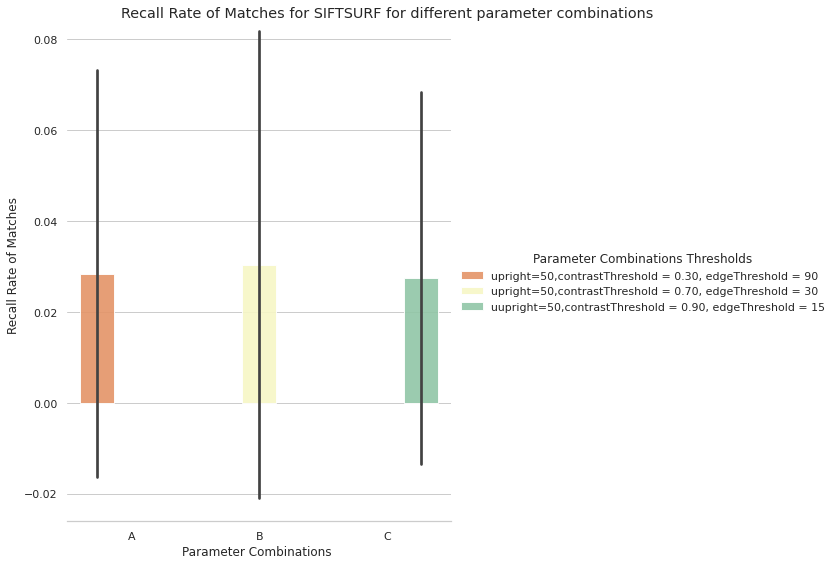 Recall Rate of Matches for SIFTSURF for different parameter combinations
0.08
0.06
0.04
0.02
0.00
−0.02
Recall Rate of Matches
A B C
Parameter Combinations
Parameter Combinations Thresholds
upright=50,contrastThreshold = 0.30, edgeThreshold = 90
upright=50,contrastThreshold = 0.70, edgeThreshold = 30
uupright=50,contrastThreshold = 0.90, edgeThreshold = 15